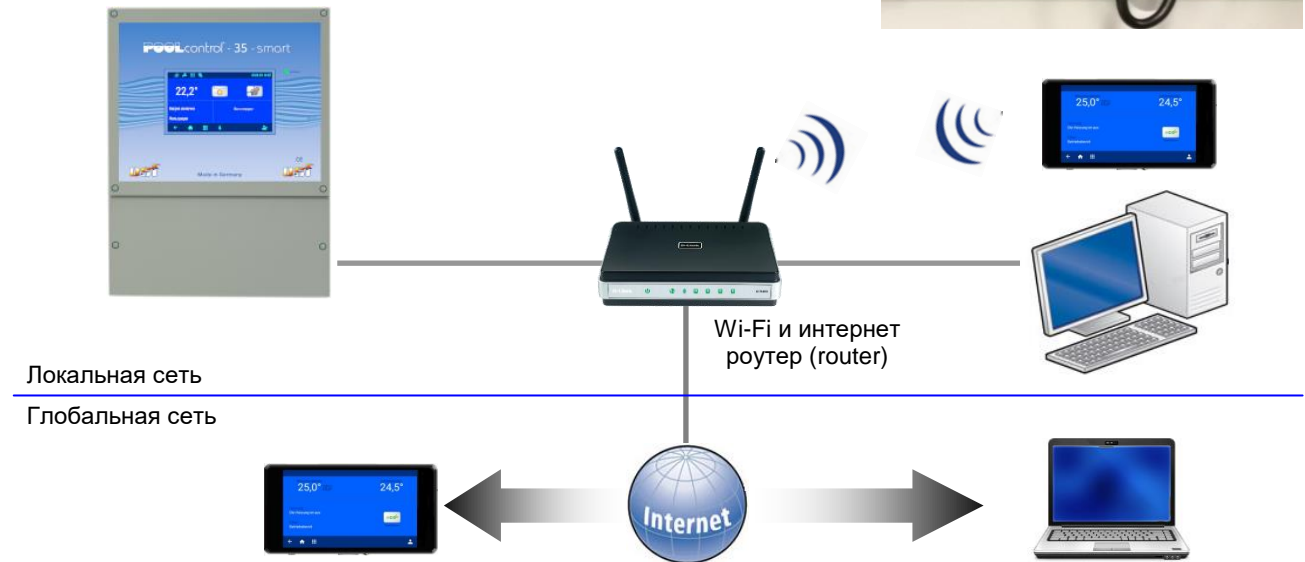 POOLcontrol - 35 - smart
22,2°
Made in Germany
25,0° 24,5°
Wi-Fi и интернет
роутер (router)
Локальная сеть
Глобальная сеть
25,0° 24,5°
Internet